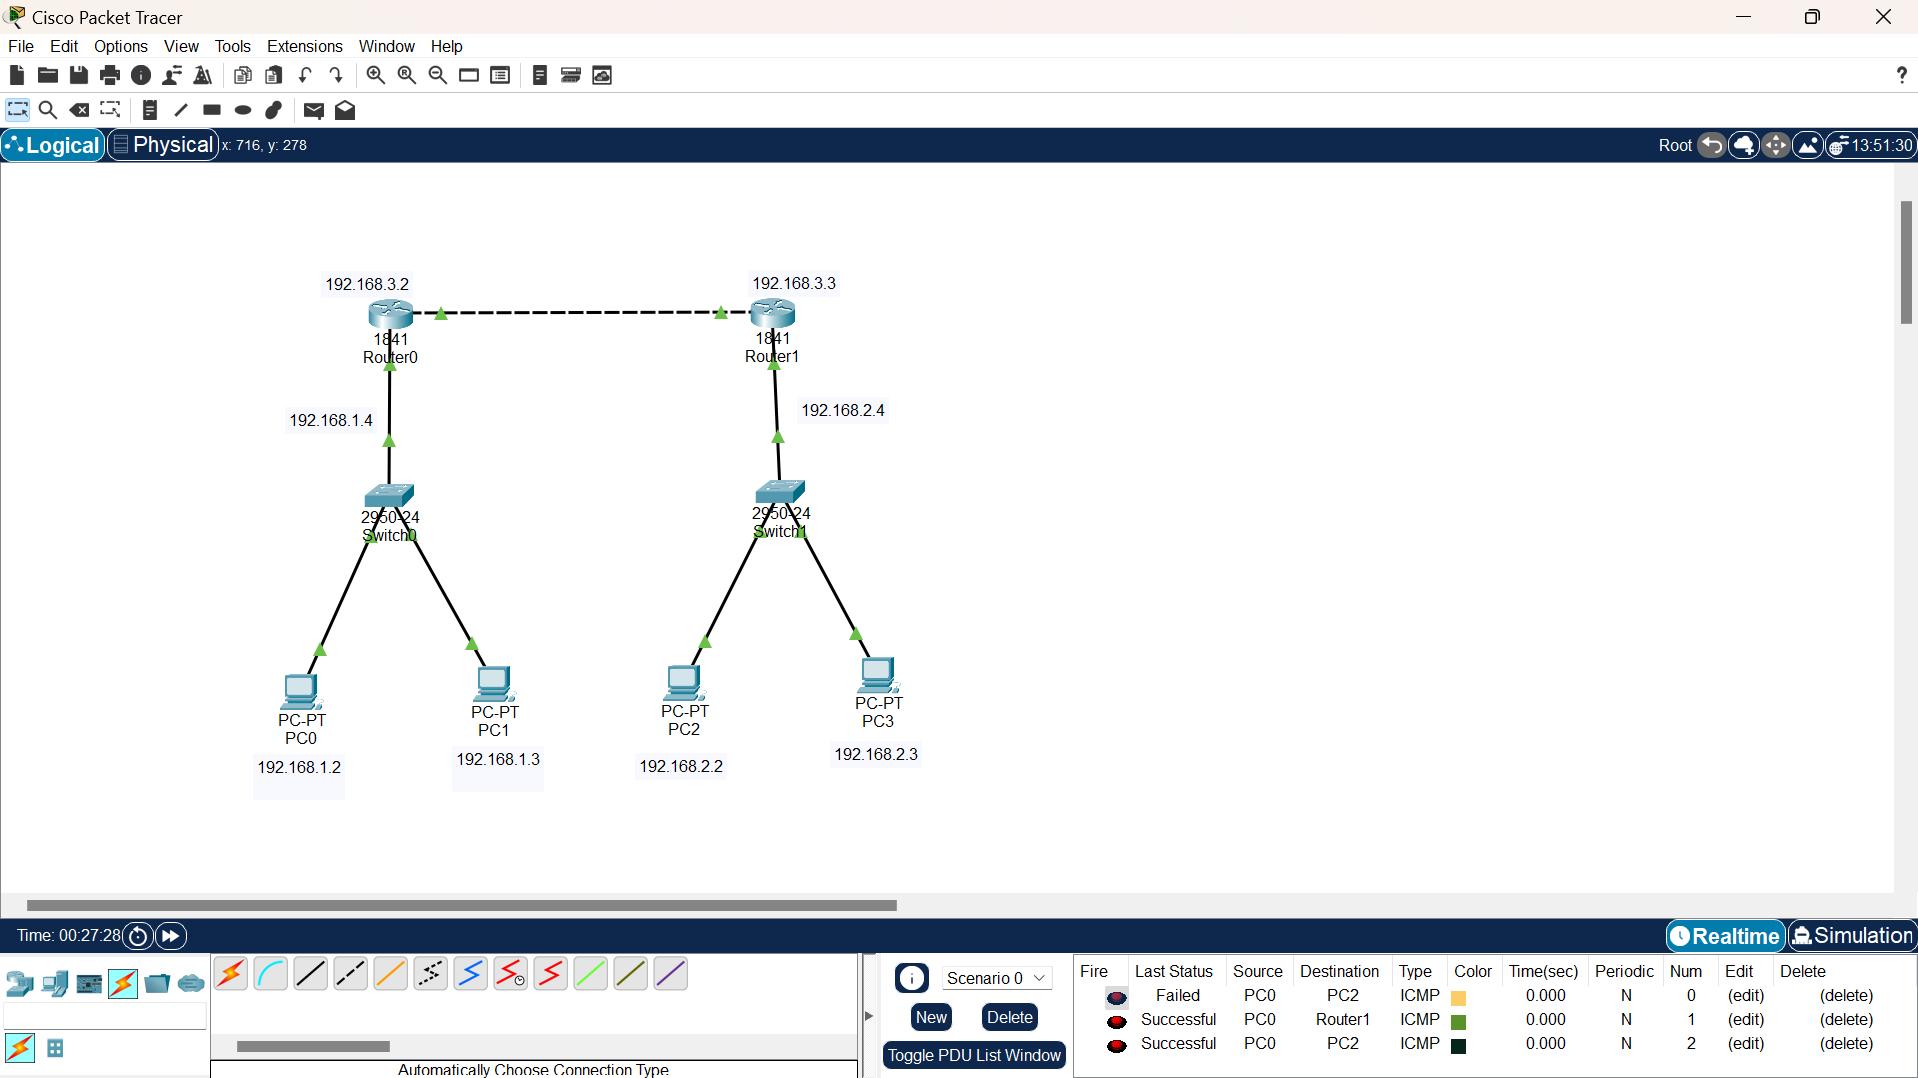 Cisco Packet Tracer
File Edit Options View Tools Extensions Window Help
?
Logical Physical x: 716, y: 278 Root 13:51:30
192.168.3.2 192.168.3.3
1841 1841
Router0 Router1
192.168.1.4 192.168.2.4
2950-24 2950-24
Switch0 Switch1
PC-PT PC-PT PC-PT PC-PT
PC0 PC1 PC2 PC3
192.168.1.2 192.168.1.3 192.168.2.2 192.168.2.3
Time: 00:27:28 Realtime Simulation
Scenario 0
New Delete
Toggle PDU List Window
Automatically Choose Connection Type
Fire Last Status Source Destination Type Color Time(sec) Periodic Num Edit Delete
Failed PC0 PC2 ICMP 0.000 N 0 (edit) (delete)
Successful PC0 Router1 ICMP 0.000 N 1 (edit) (delete)
Successful PC0 PC2 ICMP 0.000 N 2 (edit) (delete)